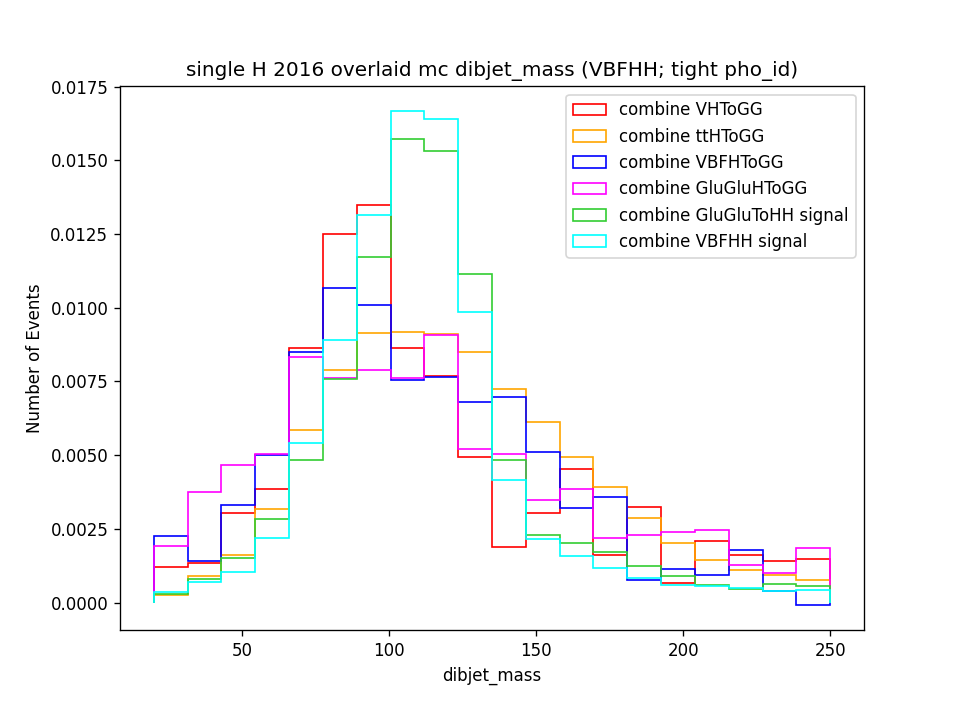 single H 2016 overlaid mc dibjet_mass (VBFHH; tight pho_id)
0.0175
0.0150
0.0125
0.0100
0.0075
0.0050
0.0025
0.0000
Number of Events
combine VHToGG
combine ttHToGG
combine VBFHToGG
combine GluGluHToGG
combine GluGluToHH signal
combine VBFHH signal
50
100
150
200
250
dibjet_mass